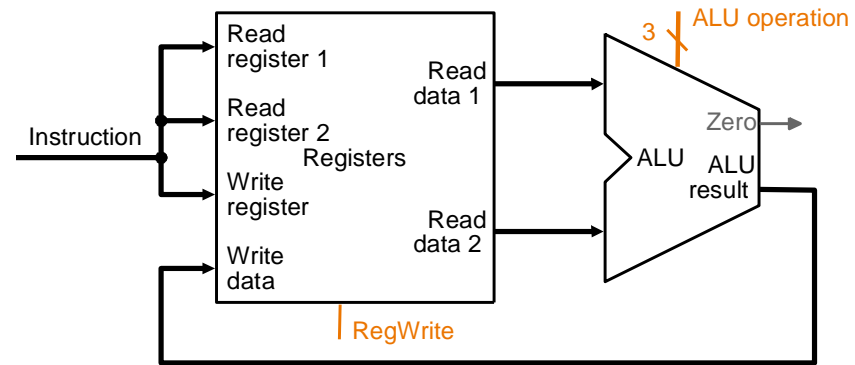 ALU operation
3
Read
register 1
Read
data 1
Read
register 2
Zero
Instruction
Registers
ALU
ALU
result
Write
register
Read
data 2
Write
data
RegWrite